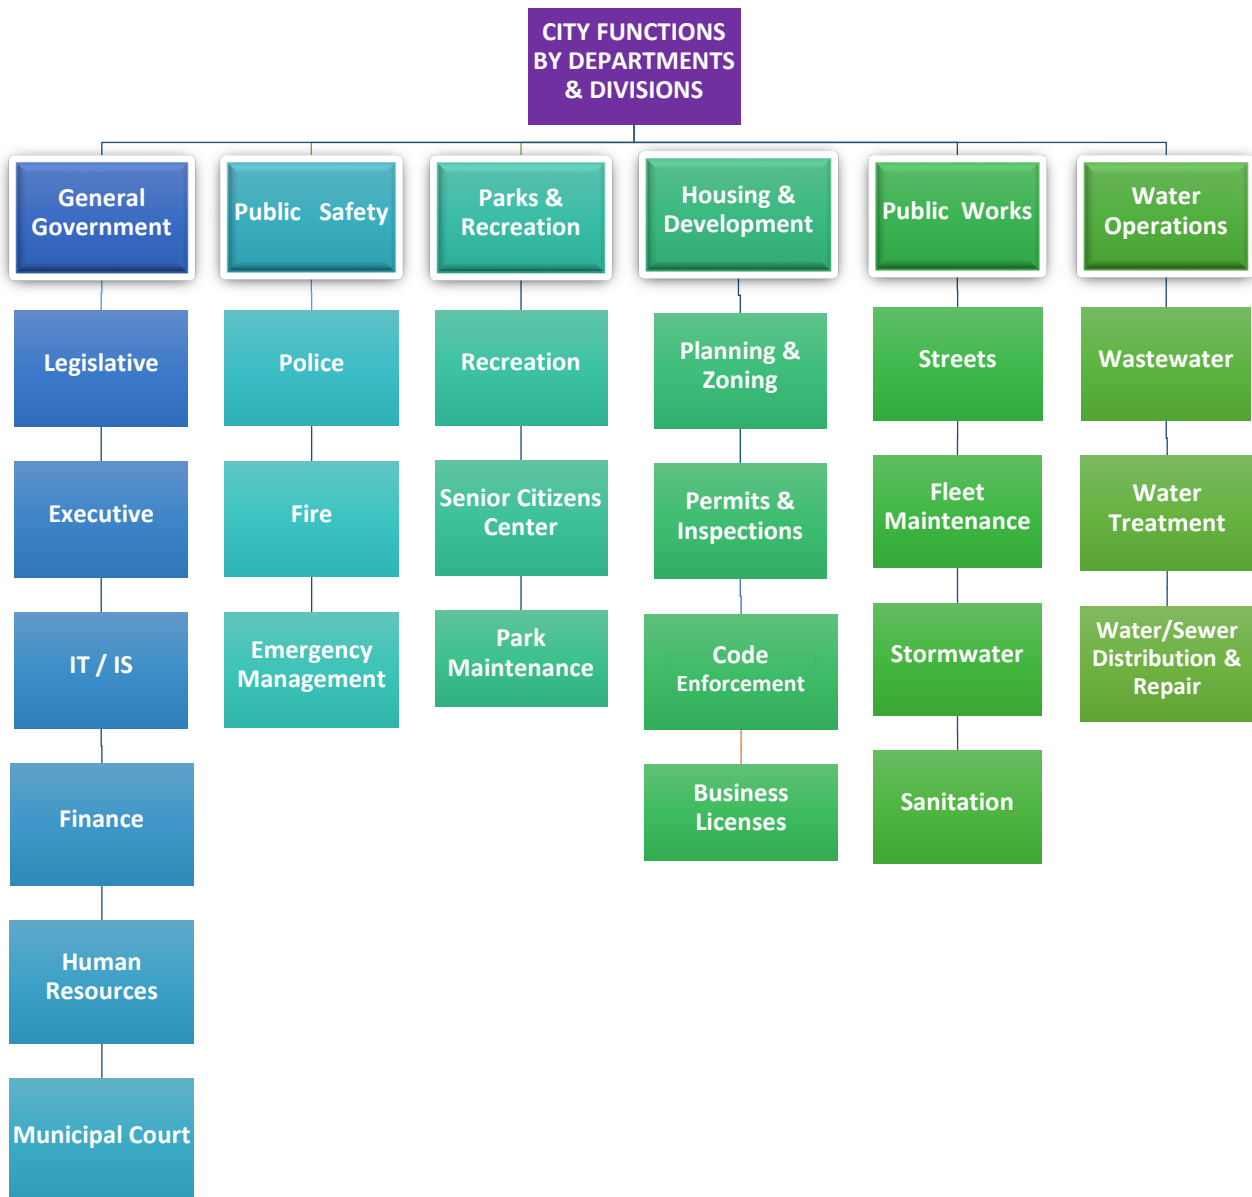 CITY FUNCTIONS
BY DEPARTMENTS
& DIVISIONS
General
Government
Public Safety
Parks &
Recreation
Housing &
Development
Public Works
Water
Operations
Legislative
Police
Recreation
Planning &
Zoning
Streets
Wastewater
Executive
Fire
Senior Citizens
Center
Permits &
Inspections
Fleet
Maintenance
Water
Treatment
IT / IS
Emergency
Management
Park
Maintenance
Code
Enforcement
Stormwater
Water/Sewer
Distribution &
Repair
Finance
Business
Licenses
Sanitation
Human
Resources
Municipal Court